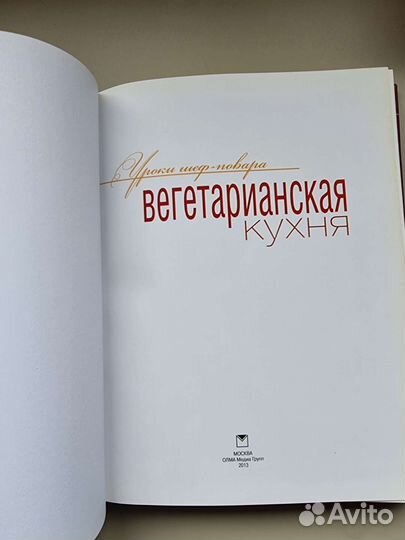 Уроки шеф-повара
вегетарианская
кухня
МОСКВА
ОЛМА Медиа Групп
2013
Avito